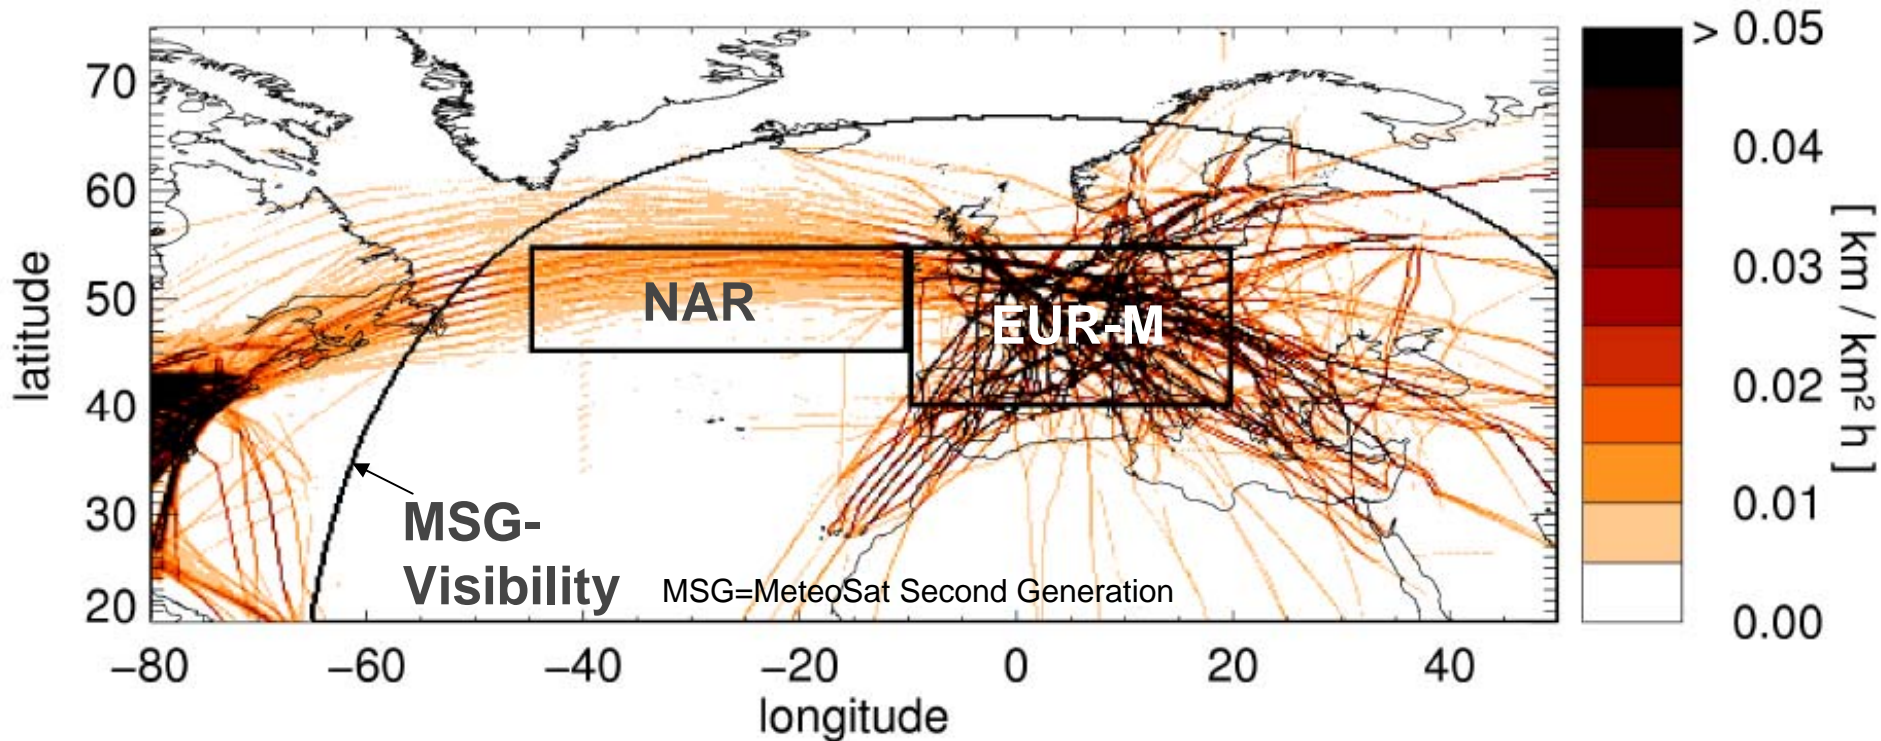 > 0.05
70
0.04
60
0.03
[ km / km² h ]
latitude
50
NAR
EUR-M
40
0.02
30
MSG-
Visibility
MSG=MeteoSat Second Generation
0.01
20
0.00
−80
−60
−40
−20
0
20
40
longitude